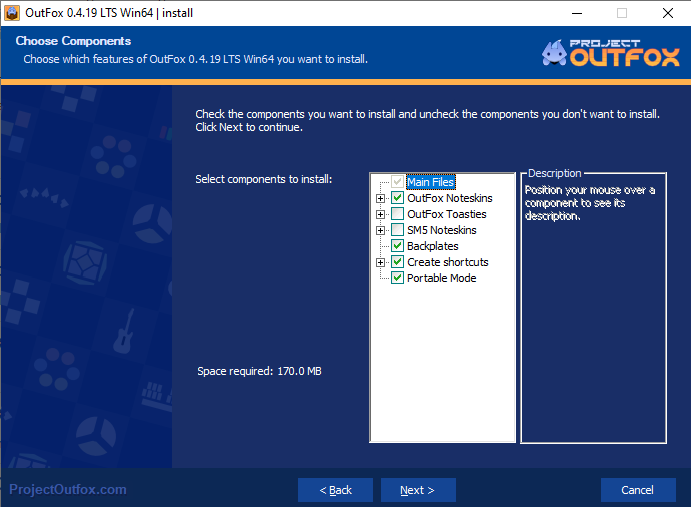 OutFox 0.4.19 LTS Win64 | install
Choose Components
Choose which features of OutFox 0.4.19 LTS Win64 you want to install.
PROJECT
OUTFOX
Check the components you want to install and uncheck the components you don't want to install.
Click Next to continue.
Select components to install:
Main Files
OutFox Noteskins
OutFox Toasties
SM5 Noteskins
Backplates
Create shortcuts
Portable Mode
Description
Position your mouse over a
component to see its
description.
Space required: 170.0 MB
ProjectOutfox.com
< Back
Next >
Cancel